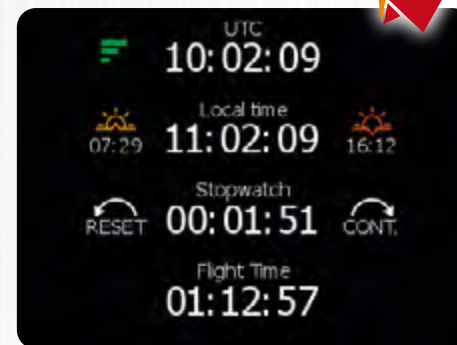 UTC
10:02:09
Local time
07:29 11:02:09 16:12
Stopwatch
RESET 00:01:51 CONT.
Flight Time
01:12:57